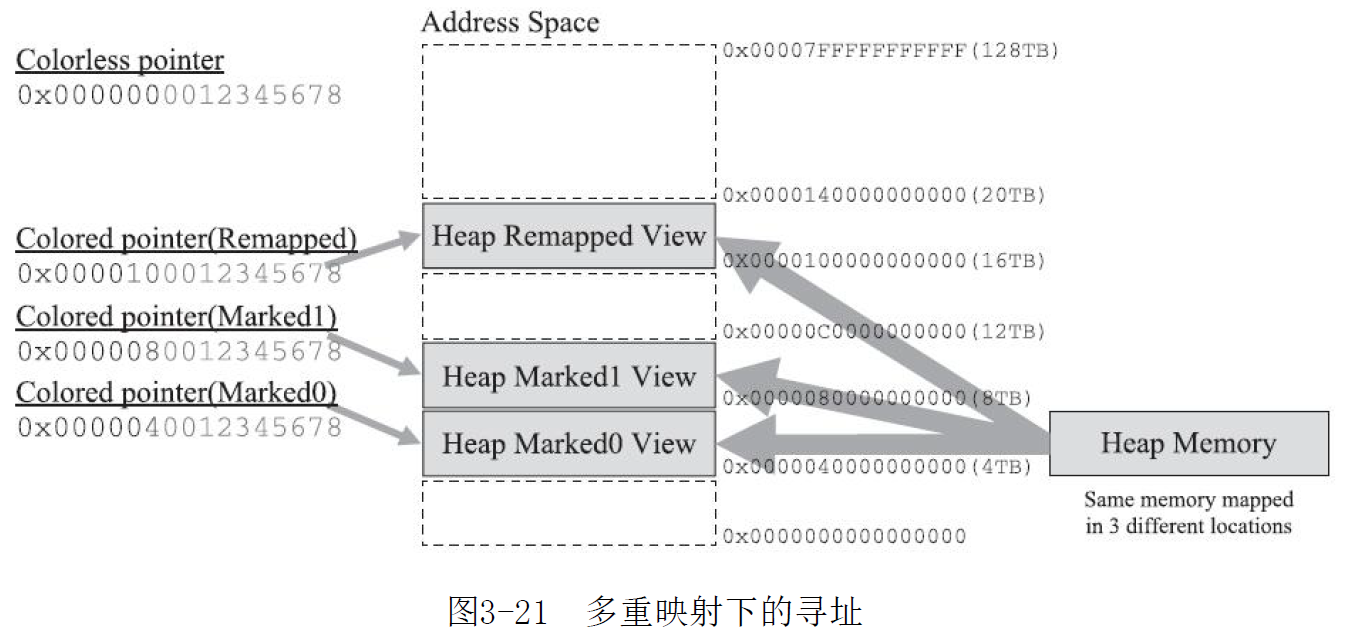 Address Space
Colorless pointer
0x0000000012345678
Colored pointer(Remapped)
0x0000100012345678
Colored pointer(Marked1)
0x0000080012345678
Colored pointer(Marked0)
0x0000040012345678
Heap Remapped View
Heap Marked1 View
Heap Marked0 View
0x00007FFFFFFFFFFF(128TB)
0x0000140000000000(20TB)
0x0000100000000000(16TB)
0x00000C0000000000(12TB)
0x0000080000000000(8TB)
0x0000040000000000(4TB)
0x0000000000000000
Heap Memory
Same memory mapped
in 3 different locations
图3-21 多重映射下的寻址